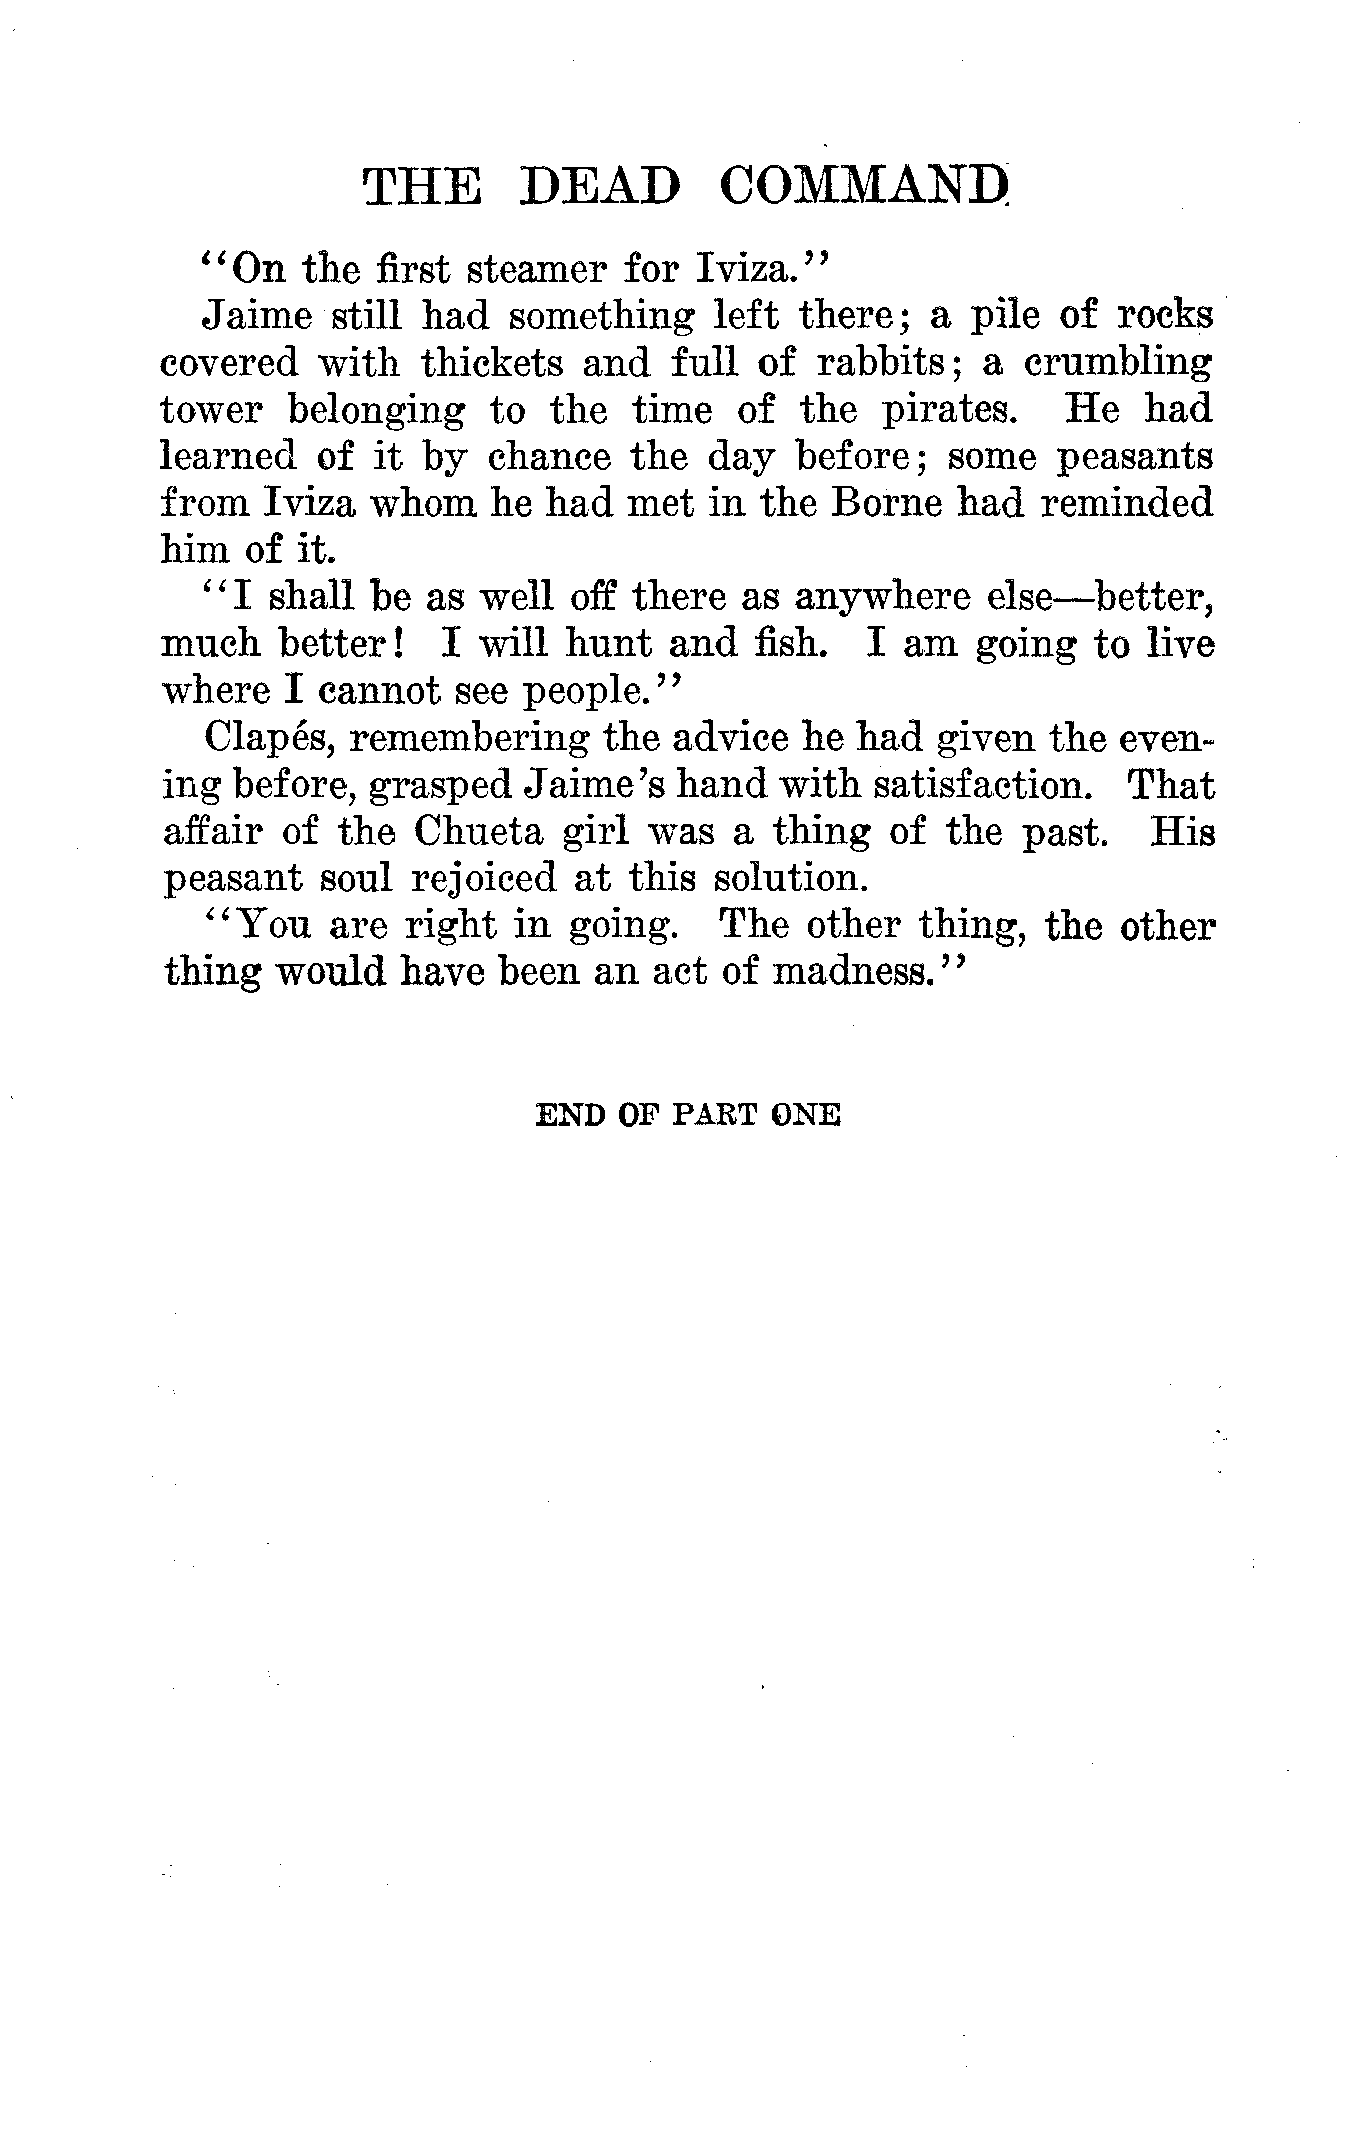 THE DEAD COMMAND
"On the first steamer for Iviza."
Jaime still had something left there; a pile of rocks
covered with thickets and full of rabbits; a crumbling
tower belonging to the time of the pirates. He had
learned of it by chance the day before; some peasants
from Iviza whom he had met in the Borne had reminded
him of it.
"I shall be as well off there as anywhere else—better,
much better! I will hunt and fish. I am going to live
where I cannot see people."
Clapés, remembering the advice he had given the even-
ing before, grasped Jaime's hand with satisfaction. That
affair of the Chueta girl was a thing of the past. His
peasant soul rejoiced at this solution.
"You are right in going. The other thing, the other
thing would have been an act of madness."
END OF PART ONE